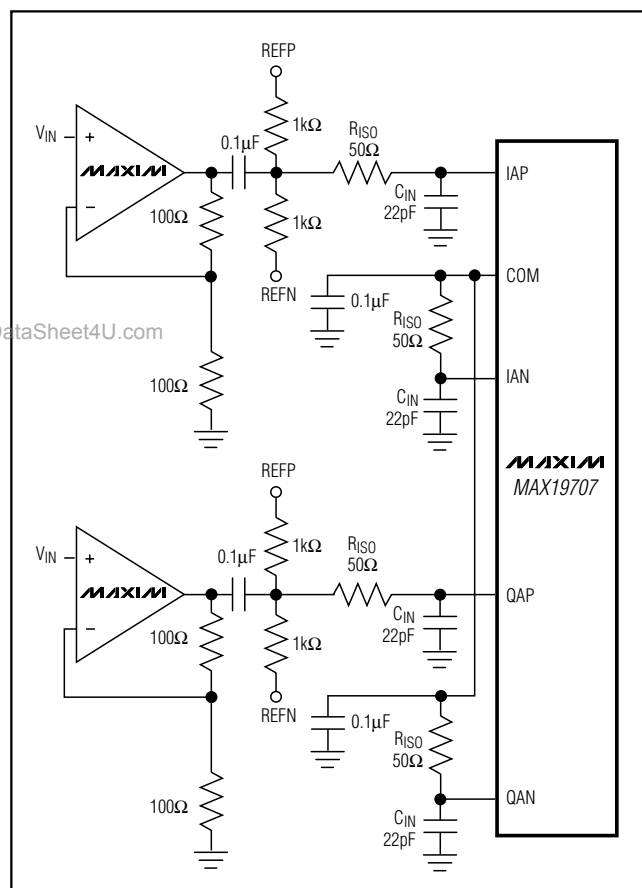 REFP
VIN
+
MAXIM
−
0.1µF
1kΩ
RISO
50Ω
IAP
CIN
22pF
100Ω
1kΩ
REFN
COM
0.1µF
RISO
50Ω
DataSheet4U.com
100Ω
IAN
CIN
22pF
MAXIM
MAX19707
REFP
VIN
+
MAXIM
−
0.1µF
1kΩ
RISO
50Ω
QAP
CIN
22pF
100Ω
1kΩ
REFN
0.1µF
RISO
50Ω
100Ω
QAN
CIN
22pF